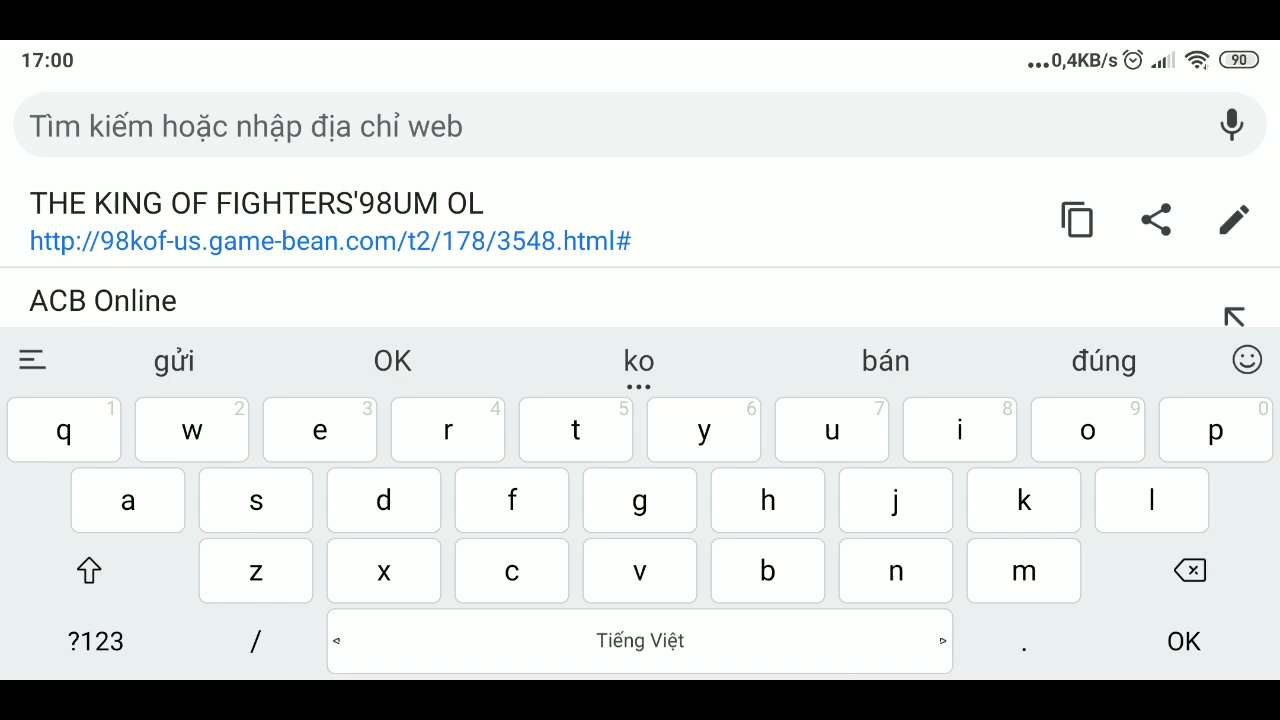 17:00
...0,4KB/s 90
Tìm kiếm hoặc nhập địa chỉ web
THE KING OF FIGHTERS'98UM OL
http://98kof-us.game-bean.com/t2/178/3548.html#
ACB Online
gửi OK ko bán đúng
1 2 3 4 5 6 7 8 9 0
q w e r t y u i o p
a s d f g h j k l
z x c v b n m
?123 / Tiếng Việt . OK